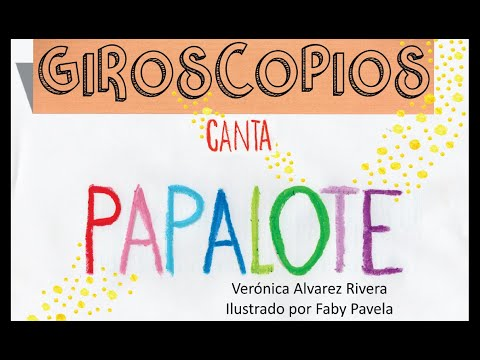 GIROSCOPIOS
CANTA
PAPALOTE
Verónica Alvarez Rivera
Ilustrado por Faby Pavela